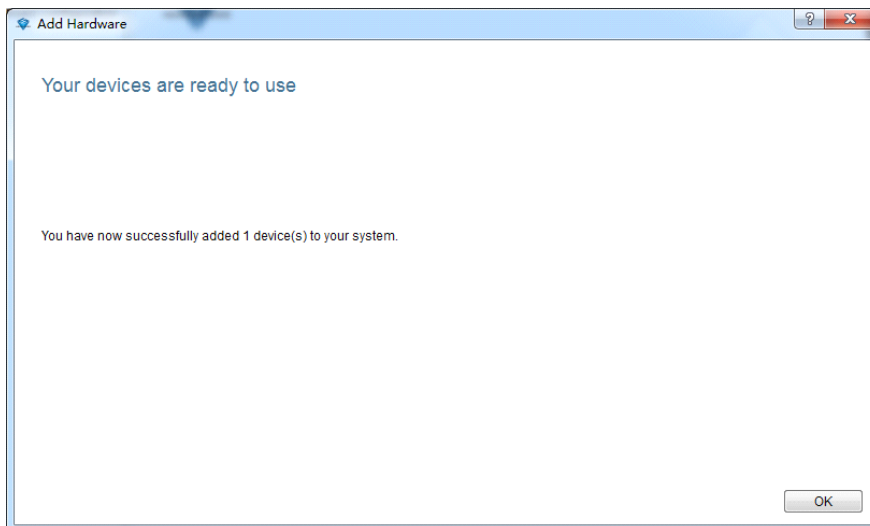 Add Hardware
?
X
Your devices are ready to use
You have now successfully added 1 device(s) to your system.
OK